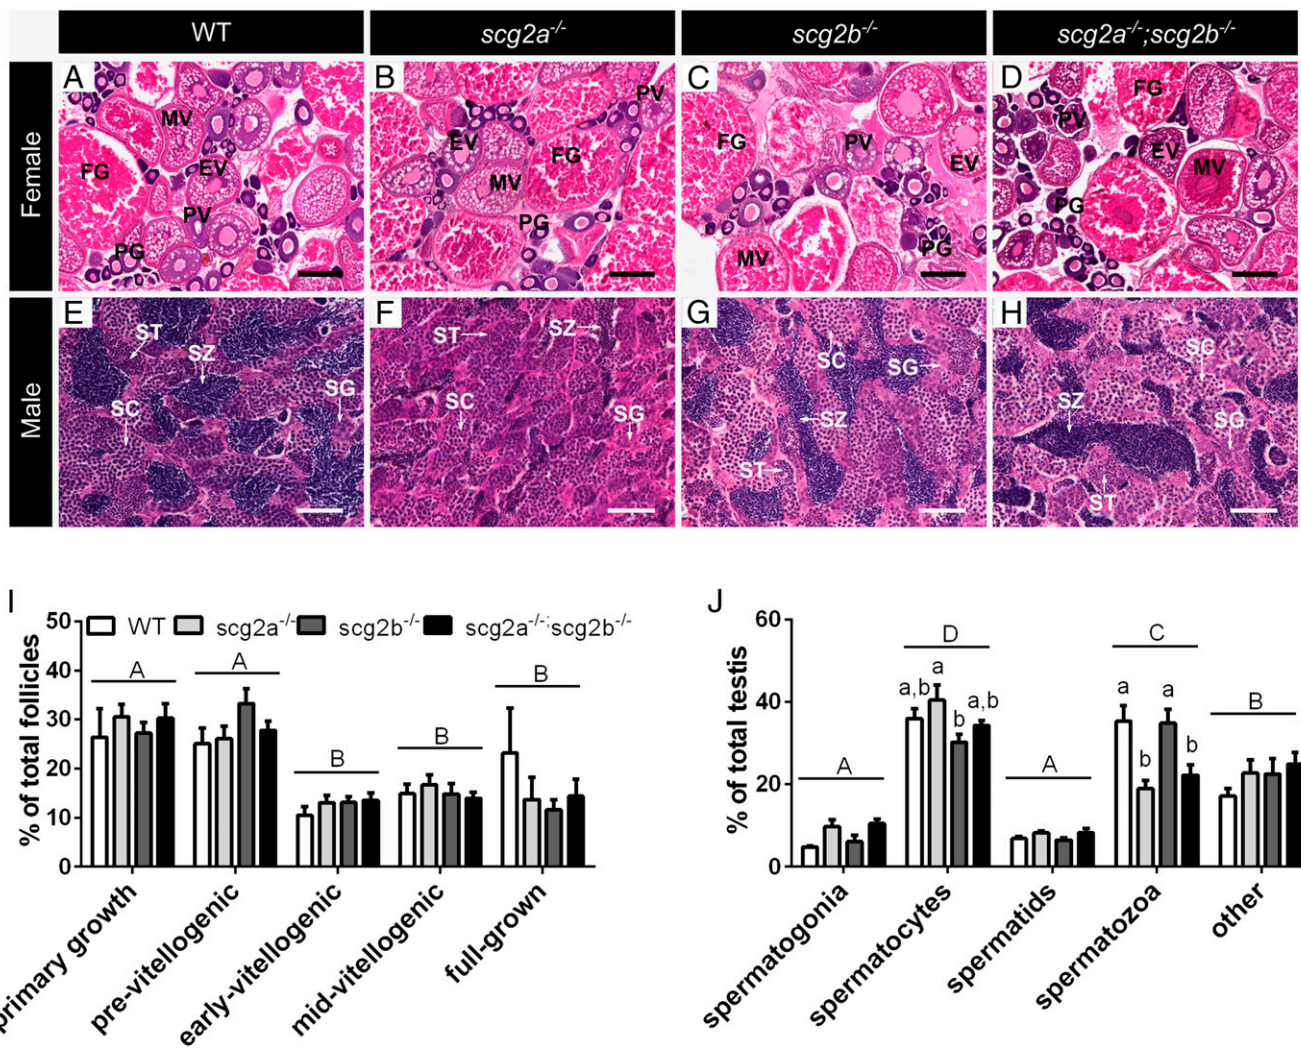 WT scg2a-/- scg2b-/- scg2a-/-;scg2b-/-
Female
A MV FG EV PV PG
B PV EV FG MV PG
C FG PV EV MV PG
D FG PV EV MV PG
Male
E ST SZ SG SC
F ST SZ SC SG
G SC SG SZ ST
H SG SZ SG ST
I
WT scg2a-/- scg2b-/- scg2a-/-;scg2b-/-
% of total follicles
50
40
30
20
10
0
A A B B B
primary growth
pre-vitellogenic
early-vitellogenic
mid-vitellogenic
full-grown
J
% of total testis
60
40
20
0
A D A C B
a,b a b a,b
a b a b
spermatogonia
spermatocytes
spermatids
spermatozoa
other